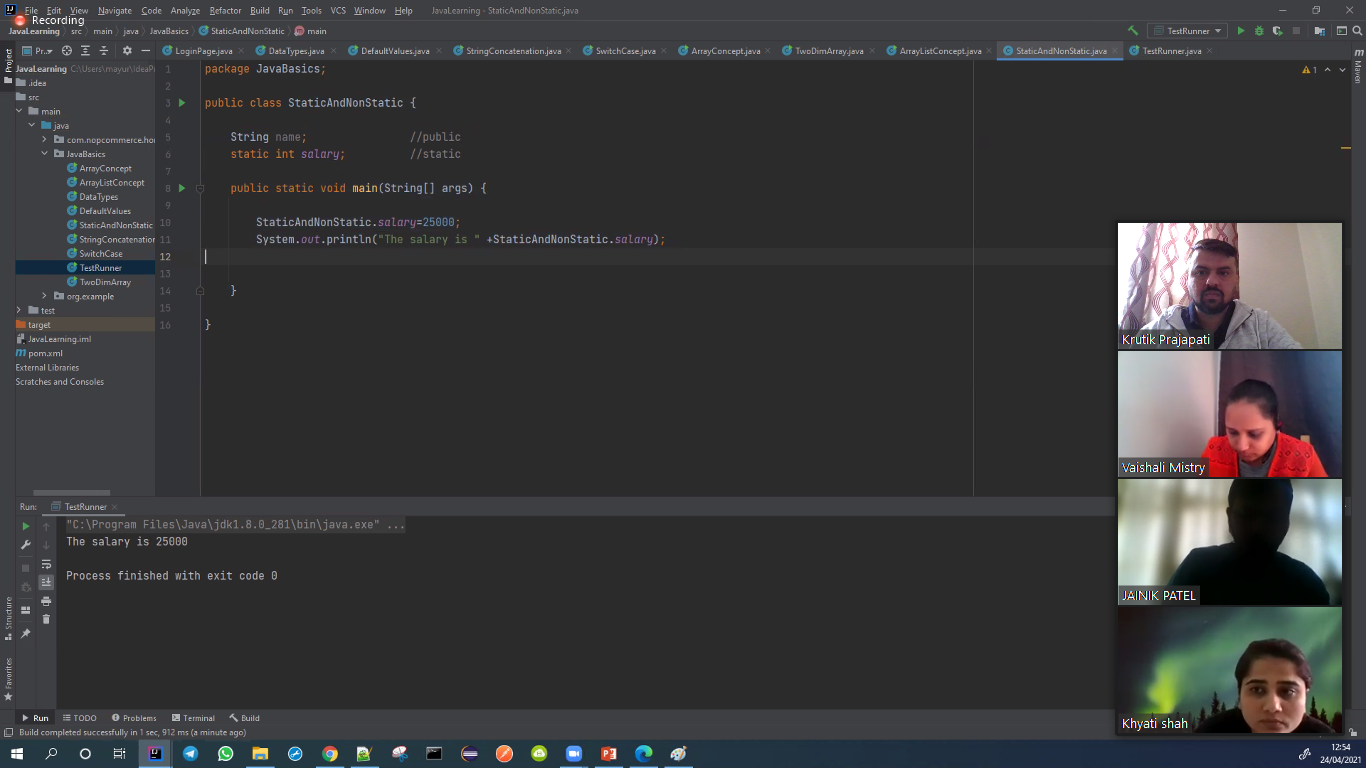 Recording
File Edit View Navigate Code Analyze Refactor Build Run Tools VCS Window Help JavaLearning - StaticAndNonStatic.java
JavaLearning src main java JavaBasics StaticAndNonStatic main TestRunner
Pr... LoginPage.java DataTypes.java DefaultValues.java StringConcatenation.java SwitchCase.java ArrayConcept.java TwoDimArray.java ArrayListConcept.java StaticAndNonStatic.java TestRunner.java
Project
Maven
JavaLearning C:\Users\mayur\IdeaPr
.idea
src
main
java
com.nopcommerce.hor
JavaBasics
ArrayConcept
ArrayListConcept
DataTypes
DefaultValues
StaticAndNonStatic
StringConcatenation
SwitchCase
TestRunner
TwoDimArray
org.example
test
target
JavaLearning.iml
pom.xml
External Libraries
Scratches and Consoles
1 package JavaBasics; 1
2
3 public class StaticAndNonStatic {
4
5 String name; //public
6 static int salary; //static
7
8 public static void main(String[] args) {
9
10 StaticAndNonStatic.salary=25000;
11 System.out.println("The salary is " +StaticAndNonStatic.salary);
12
13
14 }
15
16 }
Krutik Prajapati
Vaishali Mistry
JAINIK PATEL
Khyati shah
Run: TestRunner
"C:\Program Files\Java\jdk1.8.0_281\bin\java.exe" ...
The salary is 25000
Process finished with exit code 0
Structure
Favorites
Run TODO Problems Terminal Build
Build completed successfully in 1 sec, 912 ms (a minute ago)
12:54
24/04/2021